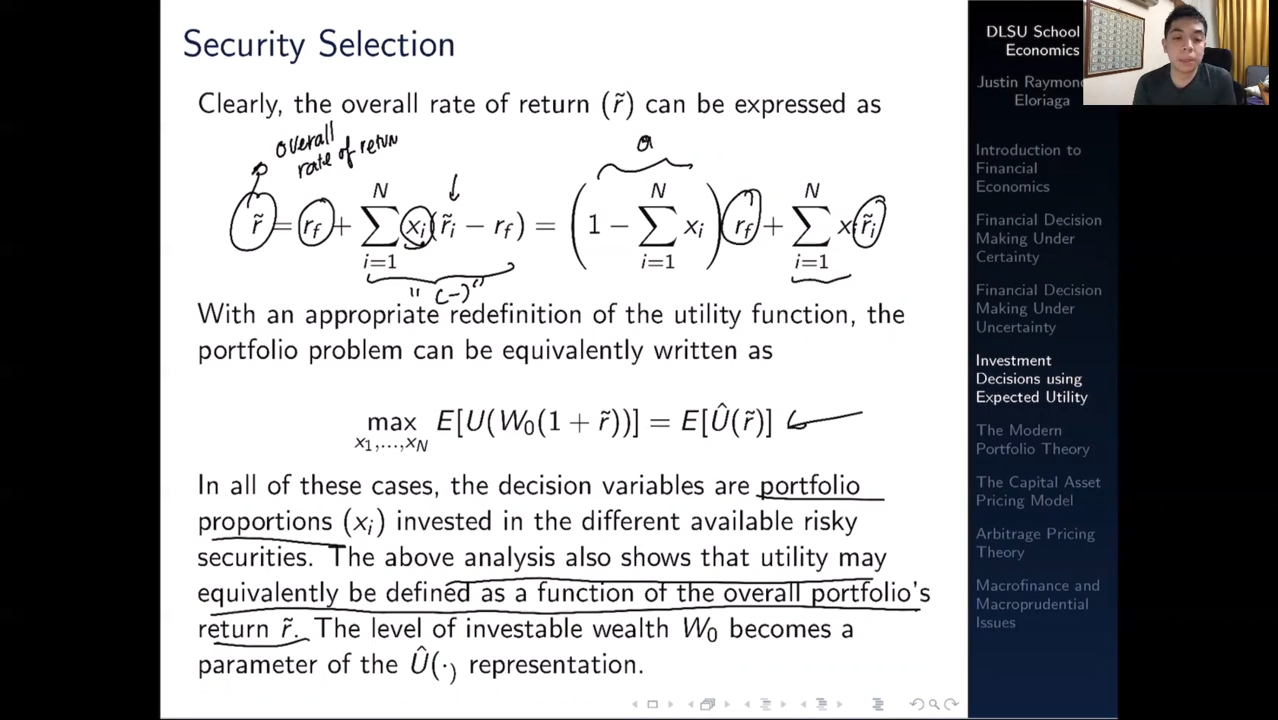 Security Selection
Clearly, the overall rate of return (r̃) can be expressed as
overall
rate of return
a
r̃ = r_f + ∑_{i=1}^{N} x_i(r̃_i − r_f) = (1 − ∑_{i=1}^{N} x_i) r_f + ∑_{i=1}^{N} x_i r̃_i
"(-)"
With an appropriate redefinition of the utility function, the
portfolio problem can be equivalently written as
max_{x_1,...,x_N} E[U(W_0(1 + r̃))] = E[Û(r̃)]
In all of these cases, the decision variables are portfolio
proportions (x_i) invested in the different available risky
securities. The above analysis also shows that utility may
equivalently be defined as a function of the overall portfolio's
return r̃. The level of investable wealth W_0 becomes a
parameter of the Û(·) representation.
DLSU School
Economics
Justin Raymon
Eloriaga
Introduction to
Financial
Economics
Financial Decision
Making Under
Certainty
Financial Decision
Making Under
Uncertainty
Investment
Decisions using
Expected Utility
The Modern
Portfolio Theory
The Capital Asset
Pricing Model
Arbitrage Pricing
Theory
Macrofinance and
Macroprudential
Issues